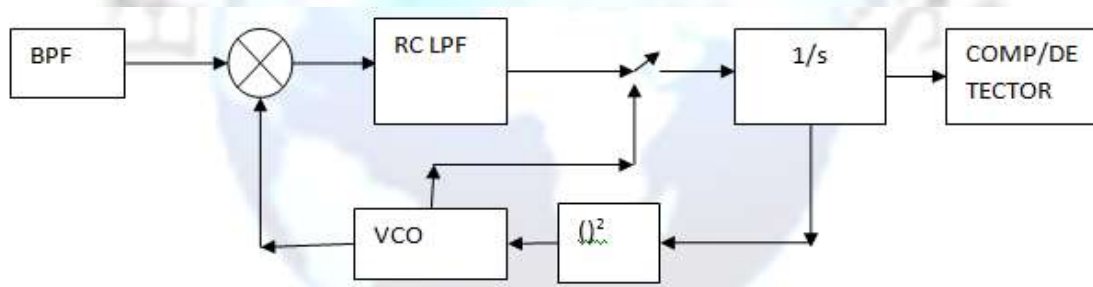 BPF
RC LPF
1/s
COMP/DE
TECTOR
VCO
()²